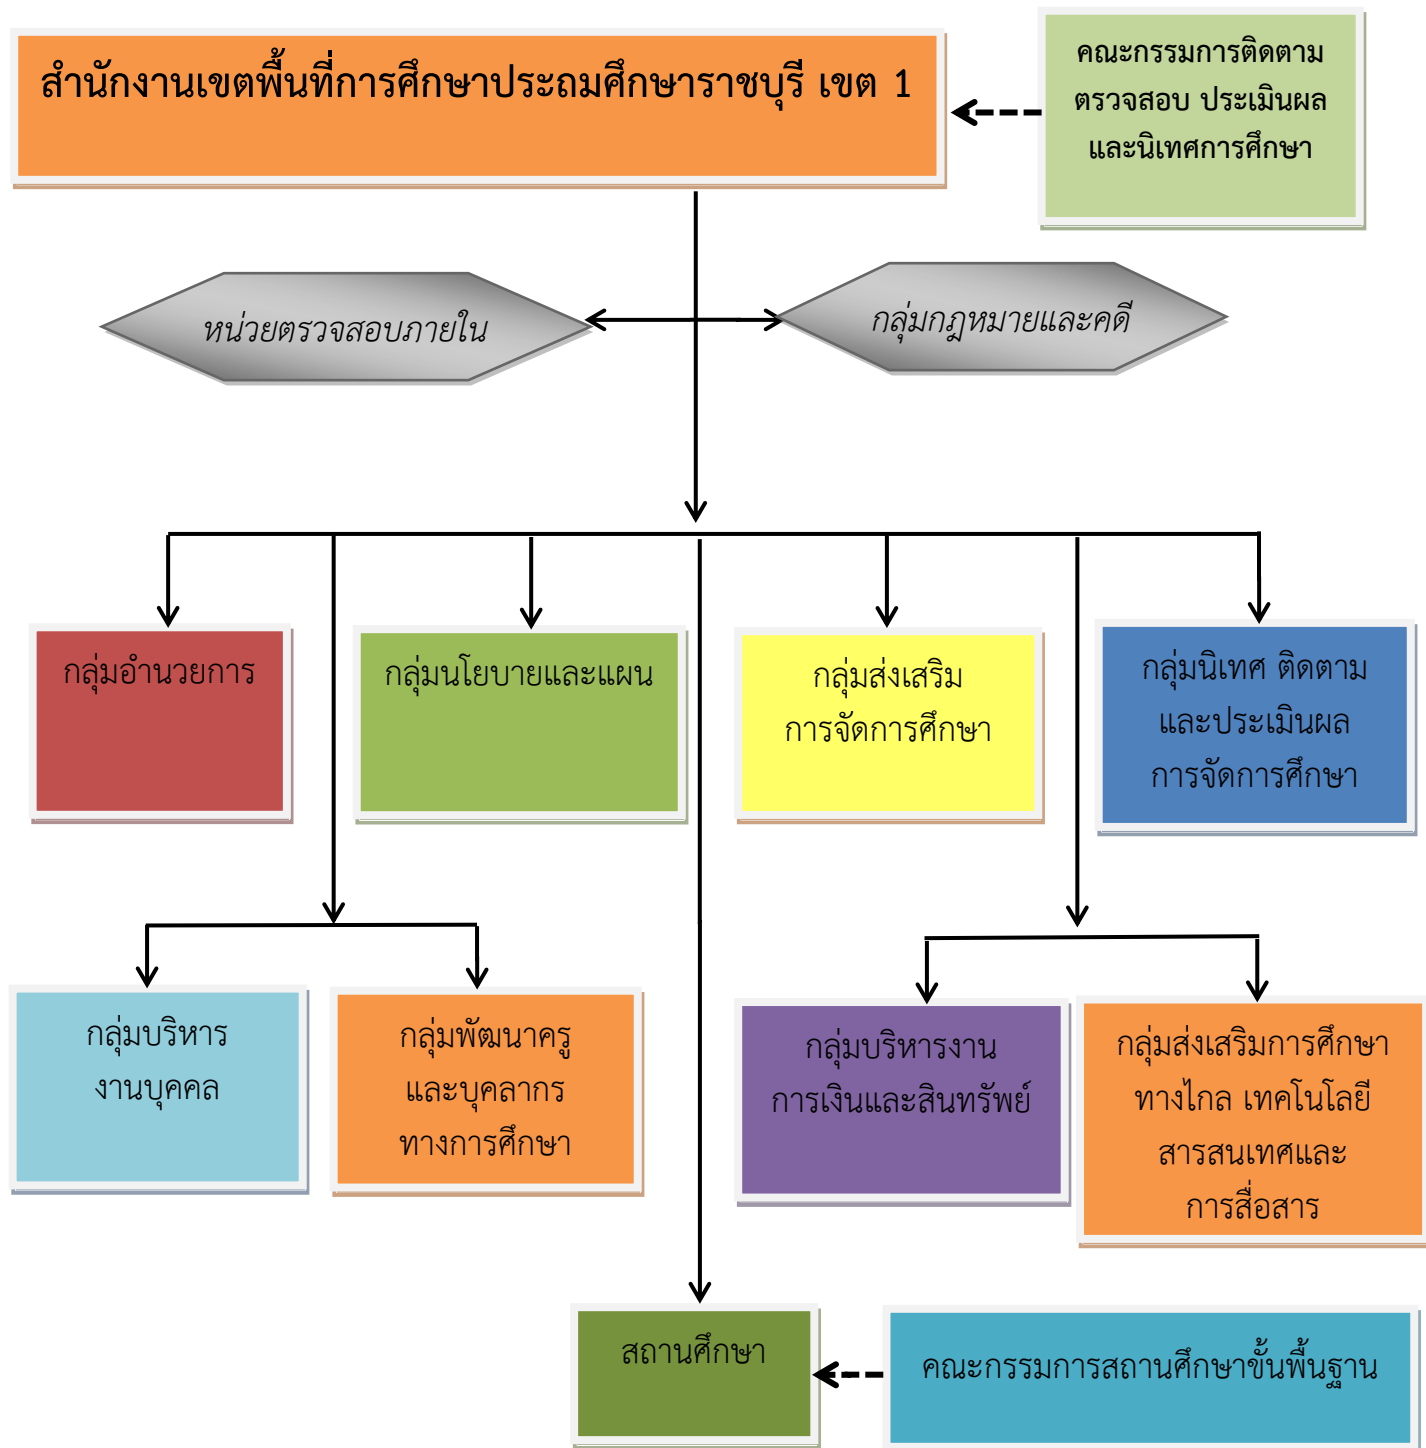 สำนักงานเขตพื้นที่การศึกษาประถมศึกษาราชบุรี เขต 1
คณะกรรมการติดตาม
ตรวจสอบ ประเมินผล
และนิเทศการศึกษา
หน่วยตรวจสอบภายใน
กลุ่มกฎหมายและคดี
กลุ่มอำนวยการ
กลุ่มนโยบายและแผน
กลุ่มส่งเสริม
การจัดการศึกษา
กลุ่มนิเทศ ติดตาม
และประเมินผล
การจัดการศึกษา
กลุ่มบริหาร
งานบุคคล
กลุ่มพัฒนาครู
และบุคลากร
ทางการศึกษา
กลุ่มบริหารงาน
การเงินและสินทรัพย์
กลุ่มส่งเสริมการศึกษา
ทางไกล เทคโนโลยี
สารสนเทศและ
การสื่อสาร
สถานศึกษา
คณะกรรมการสถานศึกษาขั้นพื้นฐาน